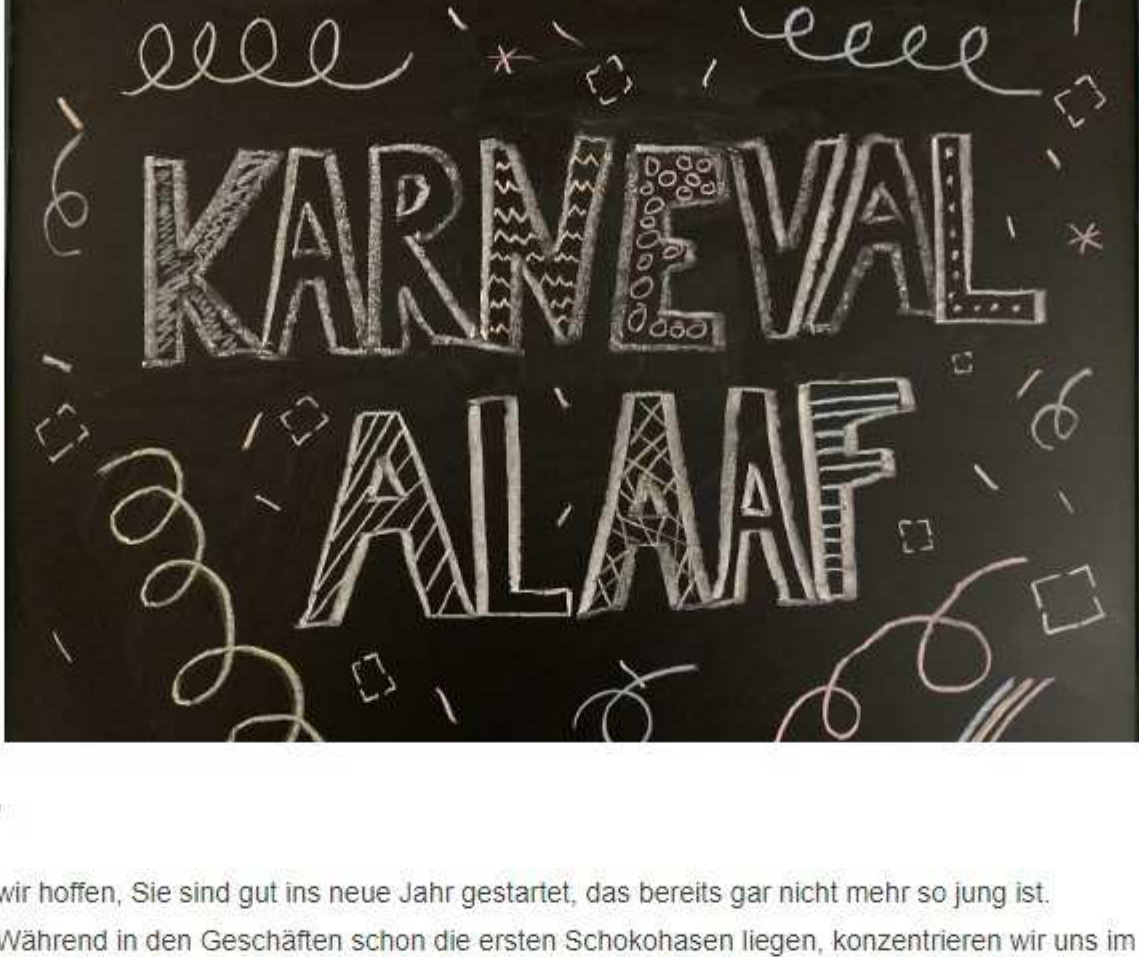 KARNEVAL
ALAAF
wir hoffen, Sie sind gut ins neue Jahr gestartet, das bereits gar nicht mehr so jung ist.
Während in den Geschäften schon die ersten Schokohasen liegen, konzentrieren wir uns im